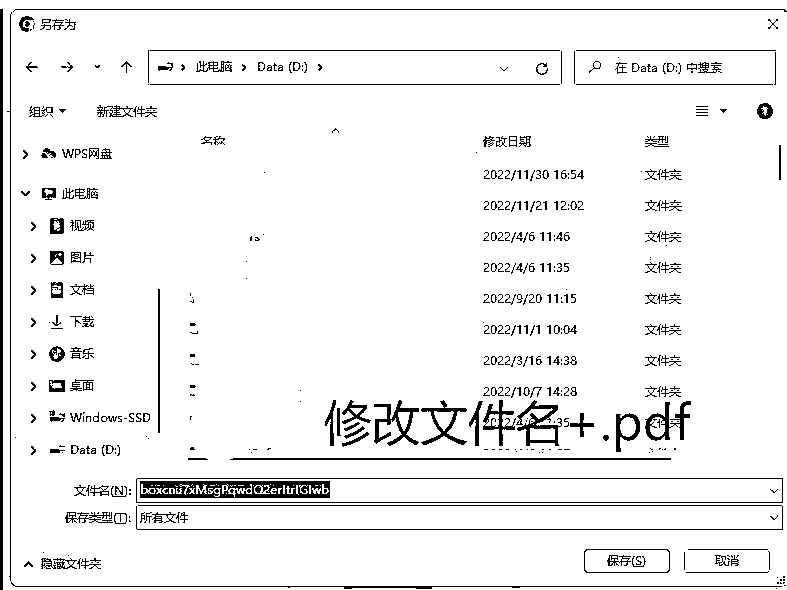 另存为
此电脑 > Data (D:) >
在 Data (D:) 中搜索
组织
新建文件夹
名称 修改日期 类型
WPS网盘
此电脑
视频
图片
文档
下载
音乐
桌面
Windows-SSD
Data (D:)
2022/11/30 16:54 文件夹
2022/11/21 12:02 文件夹
2022/4/6 11:46 文件夹
2022/4/6 11:35 文件夹
2022/9/20 11:15 文件夹
2022/11/1 10:04 文件夹
2022/3/16 14:38 文件夹
2022/10/7 14:28 文件夹
文件夹
修改文件名+.pdf
文件名(N):
保存类型(T): 所有文件
隐藏文件夹
保存(S)
取消